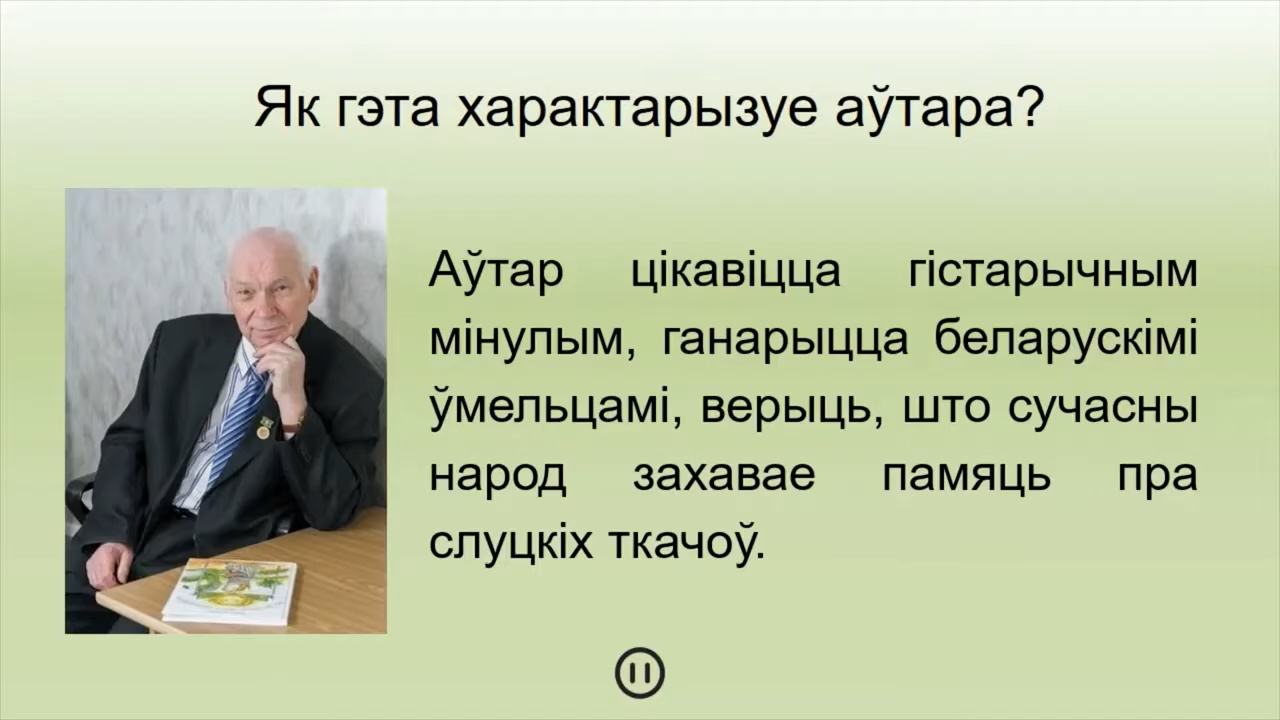 Як гэта характарызуе аўтара?
Аўтар цікавіцца гістарычным
мінулым, ганарыцца беларускімі
ўмельцамі, верыць, што сучасны
народ захавае памяць пра
слуцкіх ткачоў.